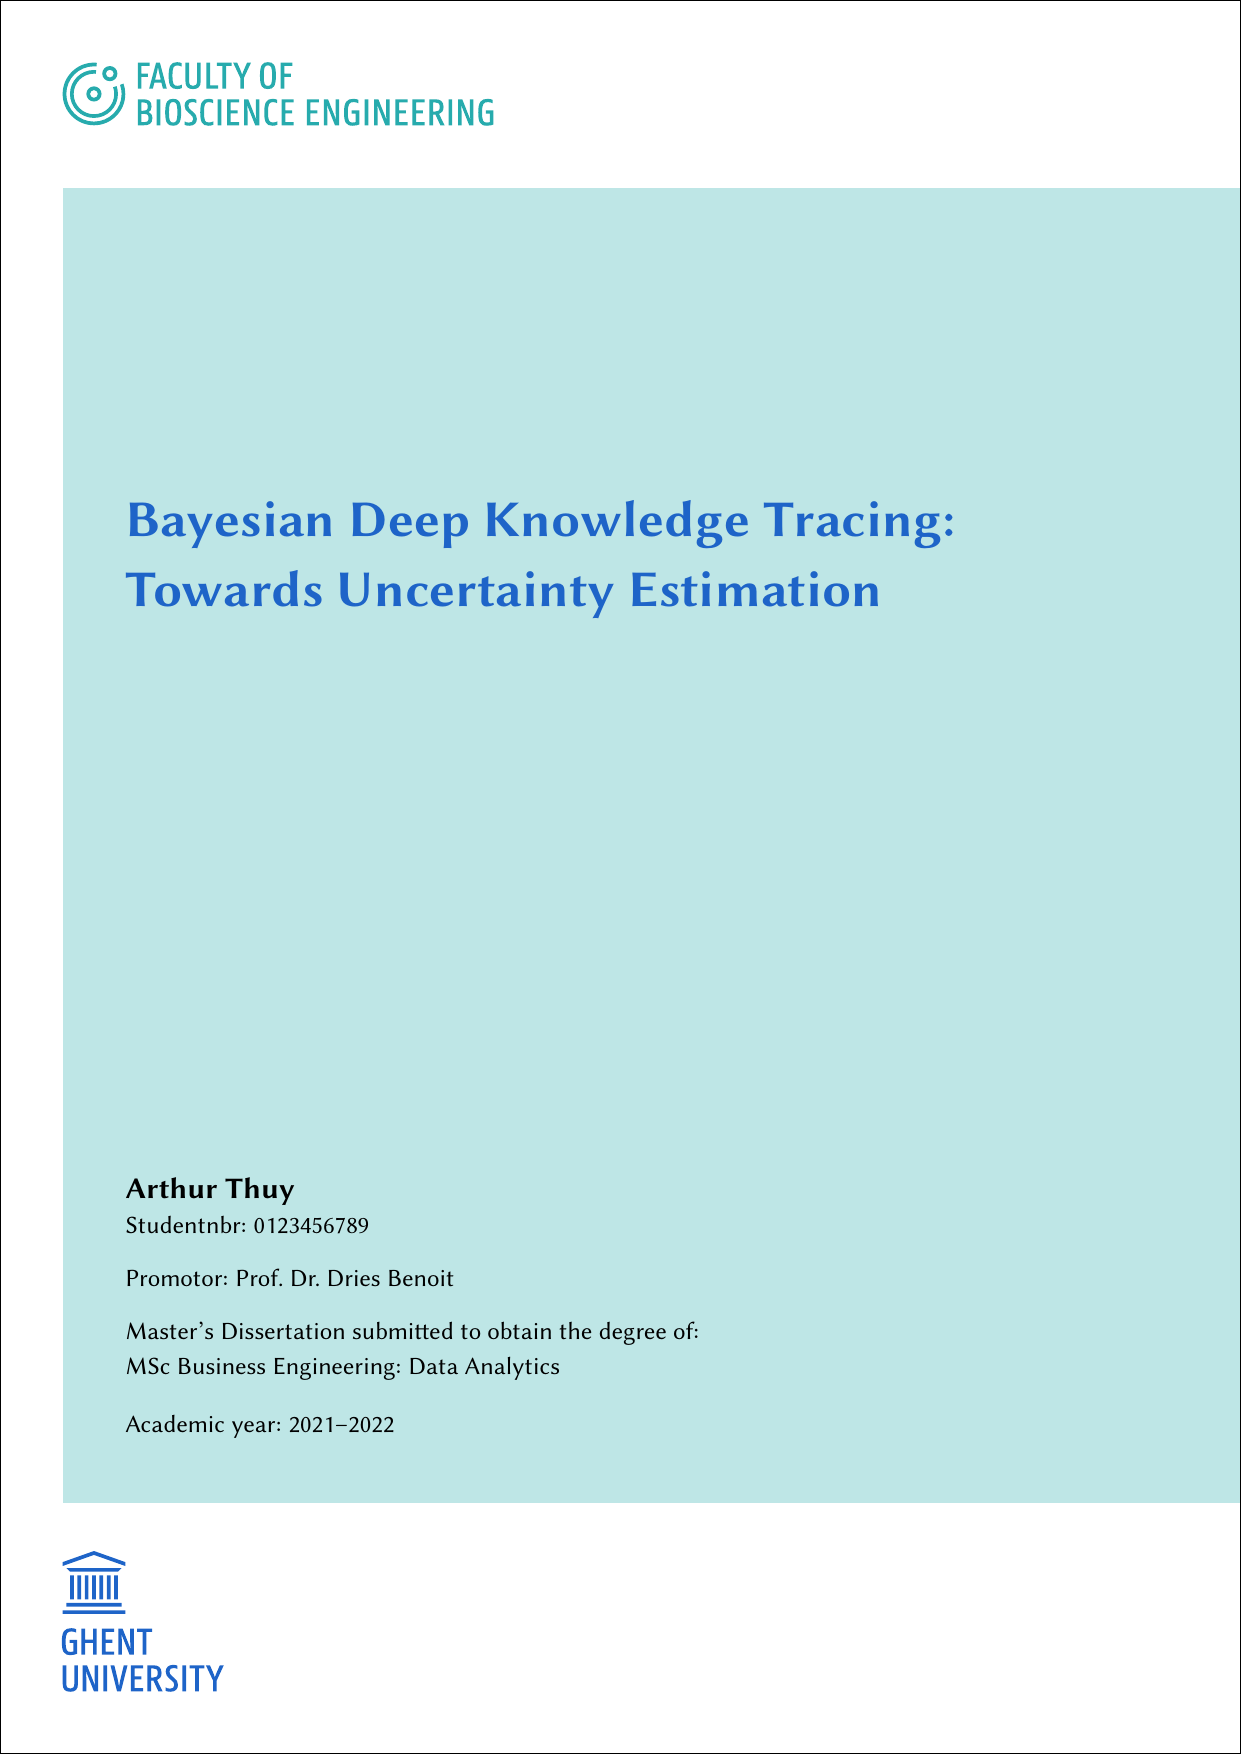 FACULTY OF
BIOSCIENCE ENGINEERING
Bayesian Deep Knowledge Tracing:
Towards Uncertainty Estimation
Arthur Thuy
Studentnbr: 0123456789
Promotor: Prof. Dr. Dries Benoit
Master’s Dissertation submitted to obtain the degree of:
MSc Business Engineering: Data Analytics
Academic year: 2021–2022
GHENT
UNIVERSITY